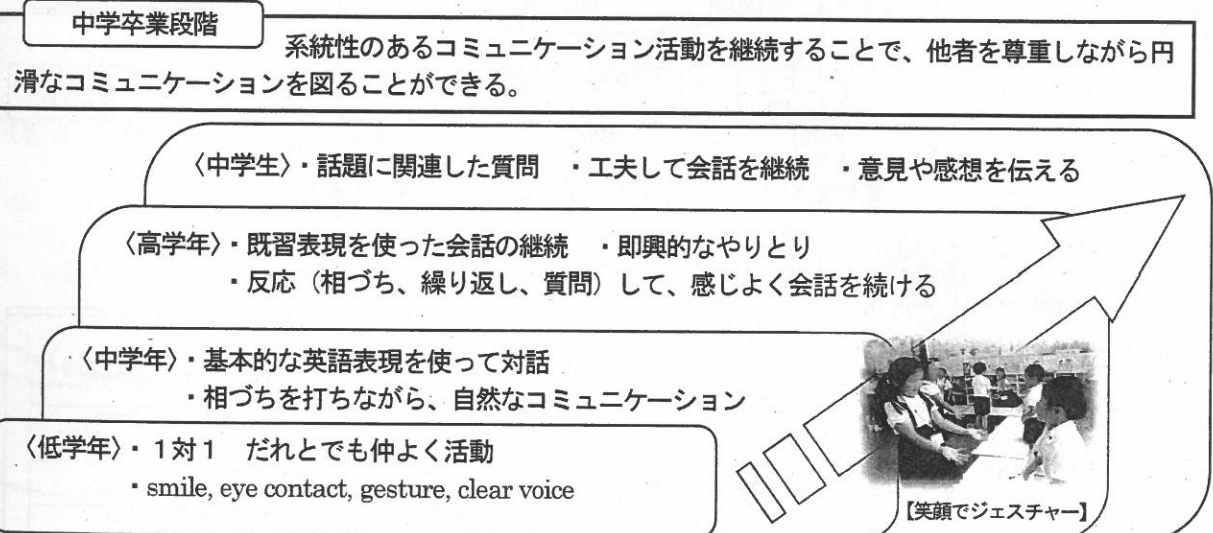 中学卒業段階
系統性のあるコミュニケーション活動を継続することで、他者を尊重しながら円
滑なコミュニケーションを図ることができる。
〈中学生〉・話題に関連した質問　・工夫して会話を継続　・意見や感想を伝える
〈高学年〉・既習表現を使った会話の継続　・即興的なやりとり
・反応（相づち、繰り返し、質問）して、感じよく会話を続ける
〈中学年〉・基本的な英語表現を使って対話
・相づちを打ちながら、自然なコミュニケーション
〈低学年〉・１対１　だれとでも仲よく活動
・smile, eye contact, gesture, clear voice
【笑顔でジェスチャー】